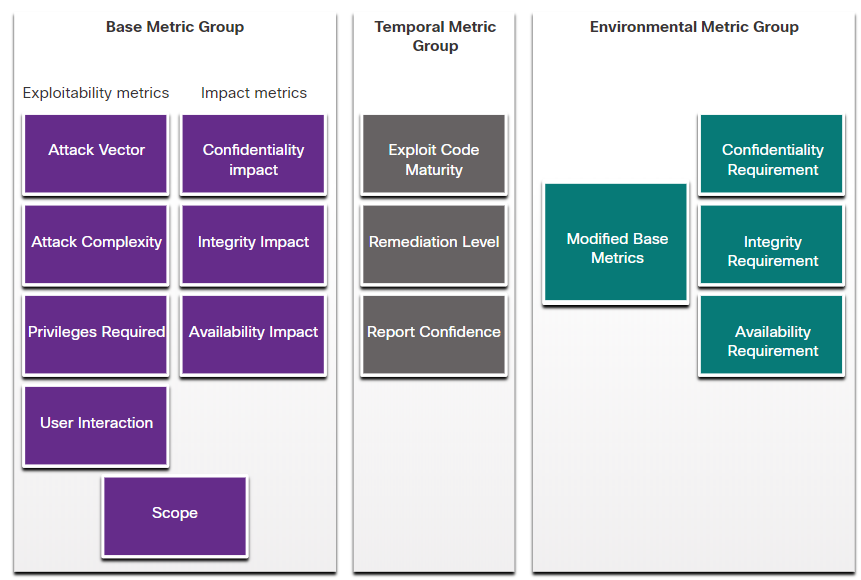 Base Metric Group
Exploitability metrics
Impact metrics
Attack Vector
Confidentiality
impact
Attack Complexity
Integrity Impact
Privileges Required
Availability Impact
User Interaction
Scope
Temporal Metric
Group
Exploit Code
Maturity
Remediation Level
Report Confidence
Environmental Metric Group
Modified Base
Metrics
Confidentiality
Requirement
Integrity
Requirement
Availability
Requirement